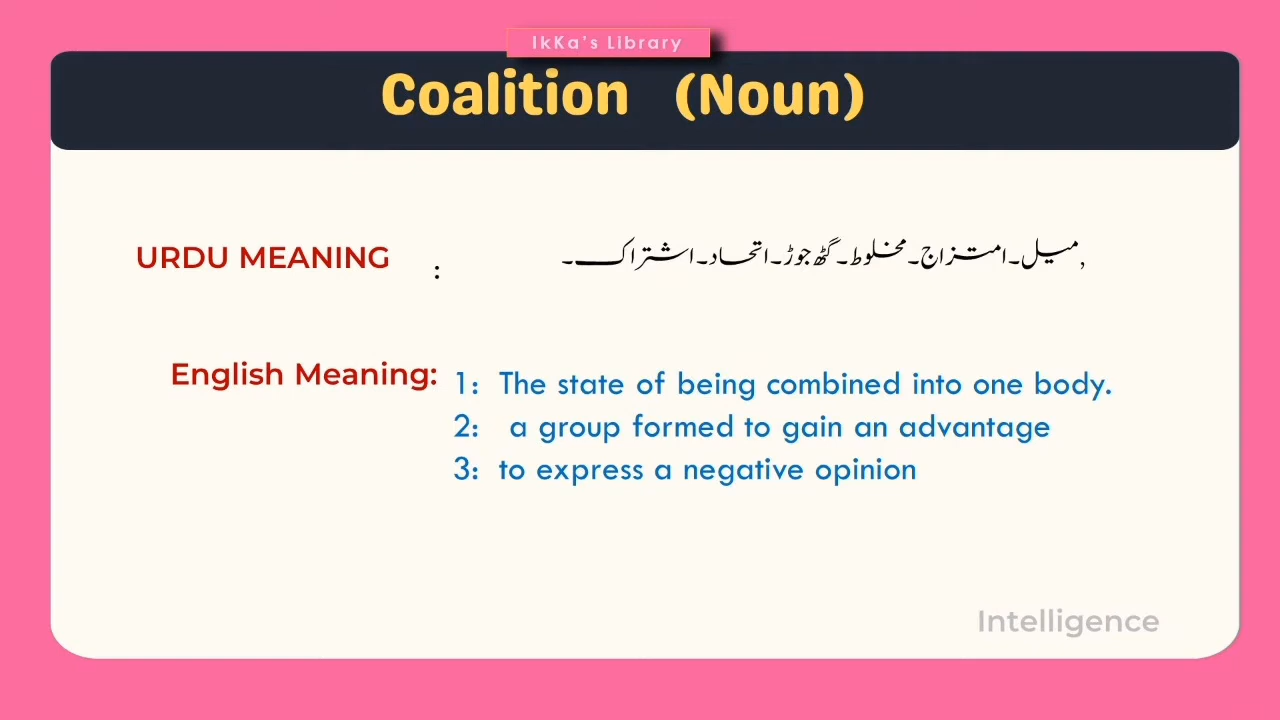 IkKa's Library
Coalition (Noun)
URDU MEANING :
میل۔امتزاج۔مخلوط۔گٹھ جوڑ۔اتحاد۔اشتراک۔,
English Meaning:
1: The state of being combined into one body.
2: a group formed to gain an advantage
3: to express a negative opinion
Intelligence